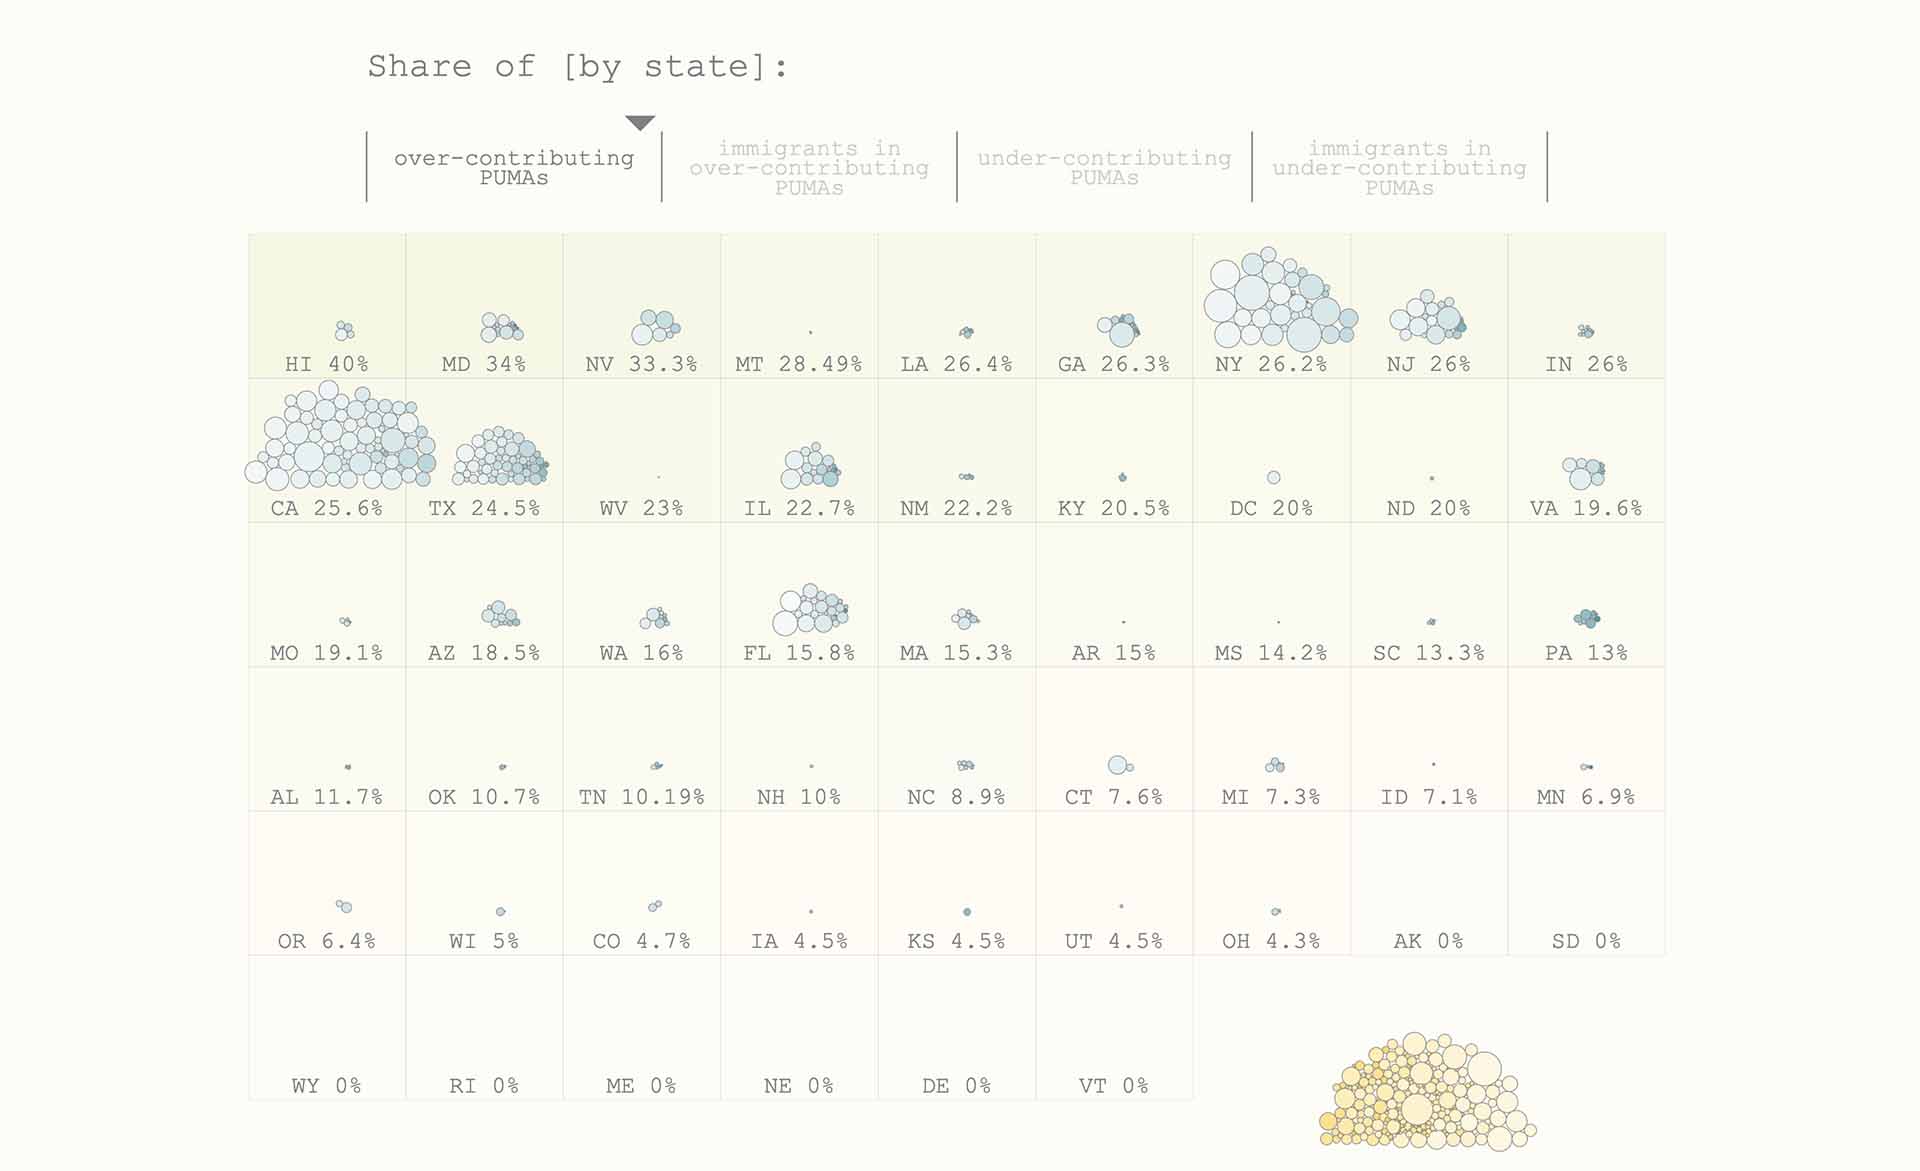 Share of [by state]:
over-contributing
PUMAs
immigrants in
over-contributing
PUMAs
under-contributing
PUMAs
immigrants in
under-contributing
PUMAs
HI 40%
MD 34%
NV 33.3%
MT 28.49%
LA 26.4%
GA 26.3%
NY 26.2%
NJ 26%
IN 26%
CA 25.6%
TX 24.5%
WV 23%
IL 22.7%
NM 22.2%
KY 20.5%
DC 20%
ND 20%
VA 19.6%
MO 19.1%
AZ 18.5%
WA 16%
FL 15.8%
MA 15.3%
AR 15%
MS 14.2%
SC 13.3%
PA 13%
AL 11.7%
OK 10.7%
TN 10.19%
NH 10%
NC 8.9%
CT 7.6%
MI 7.3%
ID 7.1%
MN 6.9%
OR 6.4%
WI 5%
CO 4.7%
IA 4.5%
KS 4.5%
UT 4.5%
OH 4.3%
AK 0%
SD 0%
WY 0%
RI 0%
ME 0%
NE 0%
DE 0%
VT 0%